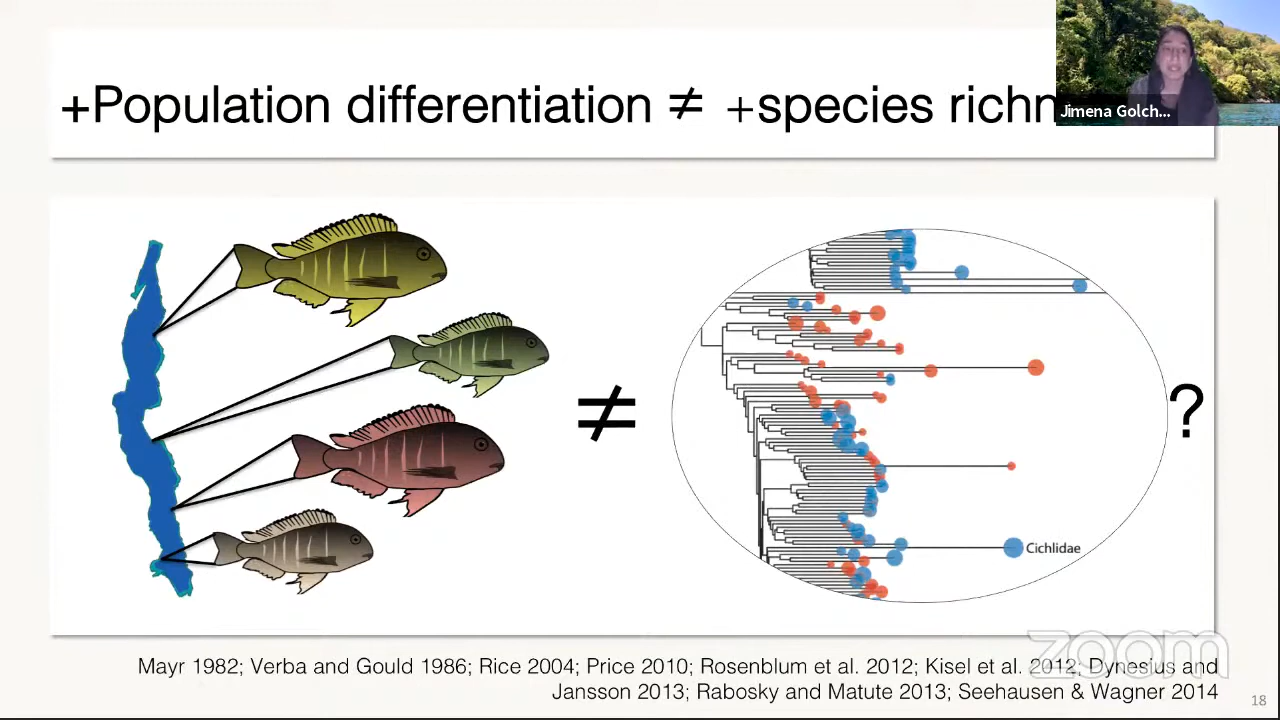 +Population differentiation ≠ +species richn
Jimena Golch...
≠
?
Cichlidae
zoom
Mayr 1982; Verba and Gould 1986; Rice 2004; Price 2010; Rosenblum et al. 2012; Kisel et al. 2012; Dynesius and
Jansson 2013; Rabosky and Matute 2013; Seehausen & Wagner 2014
18